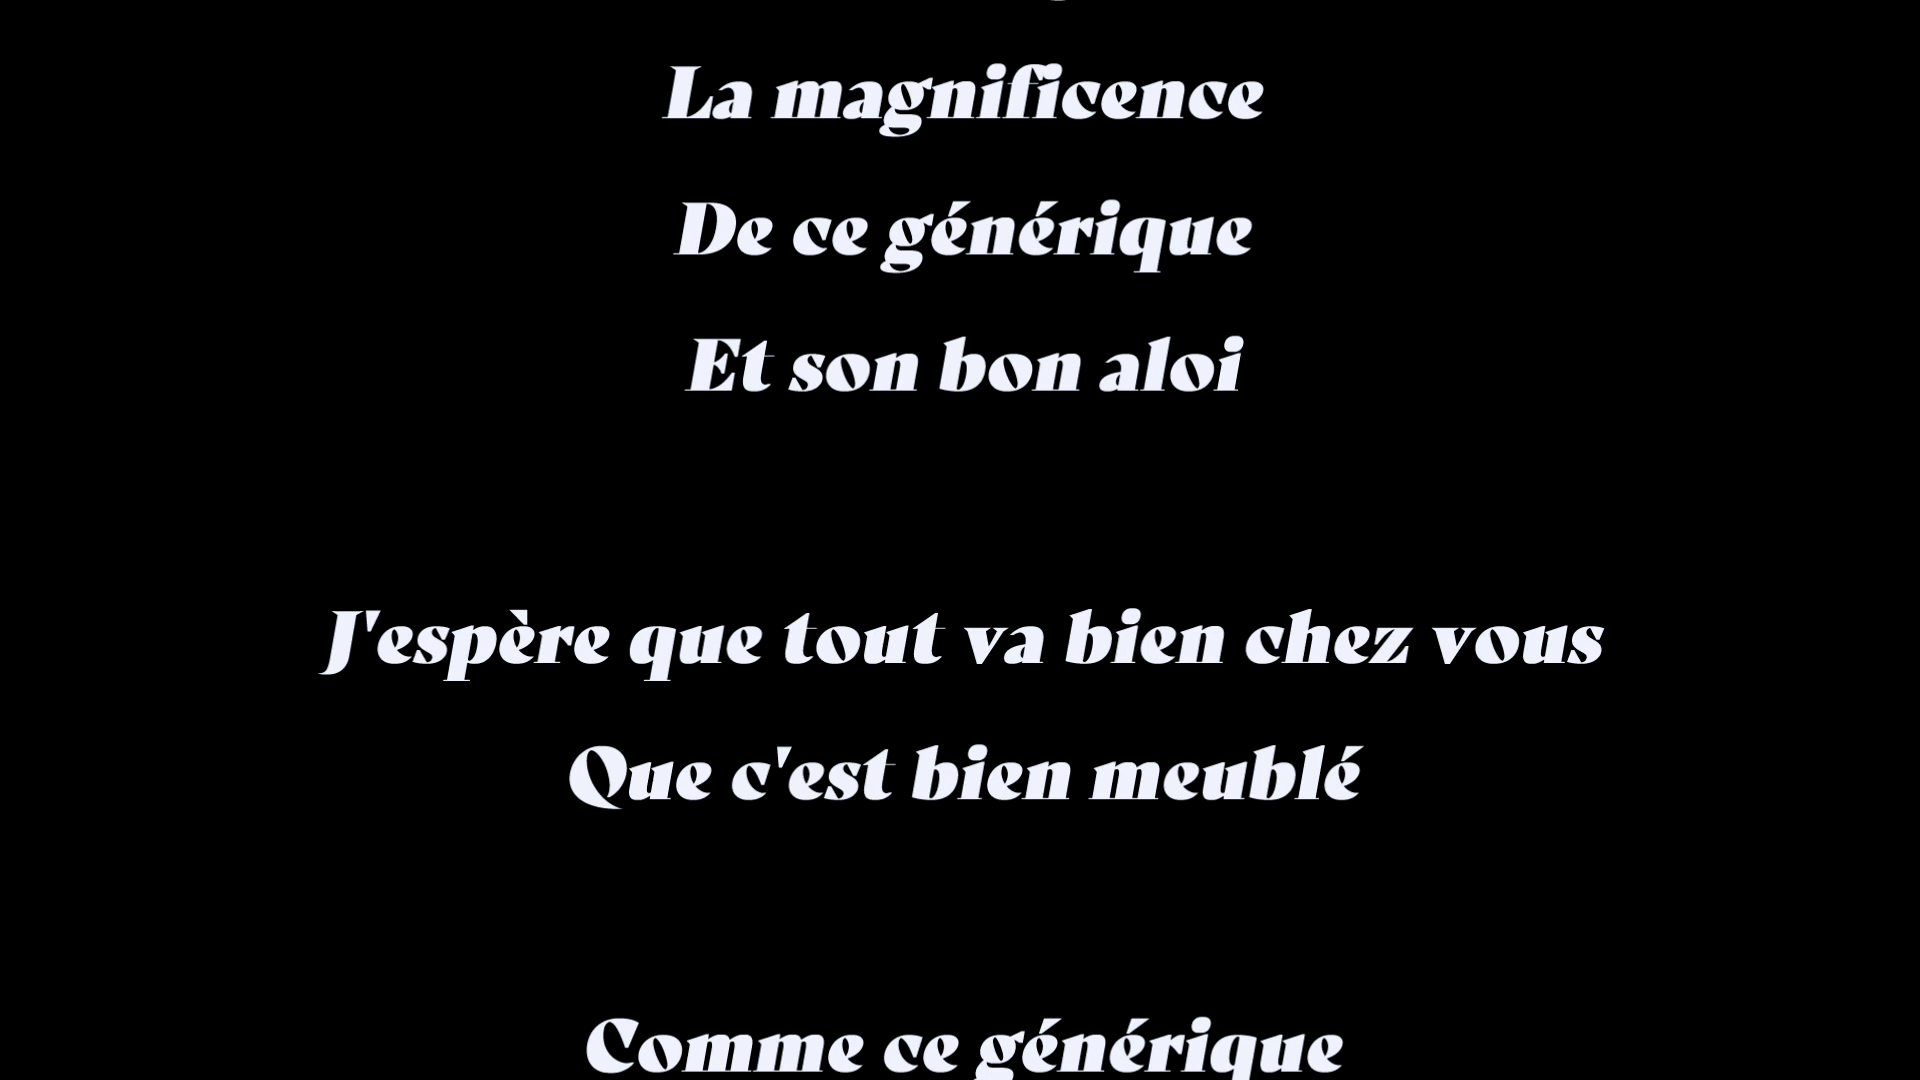 La magnificence
De ce générique
Et son bon aloi
J'espère que tout va bien chez vous
Que c'est bien meublé
Comme ce générique